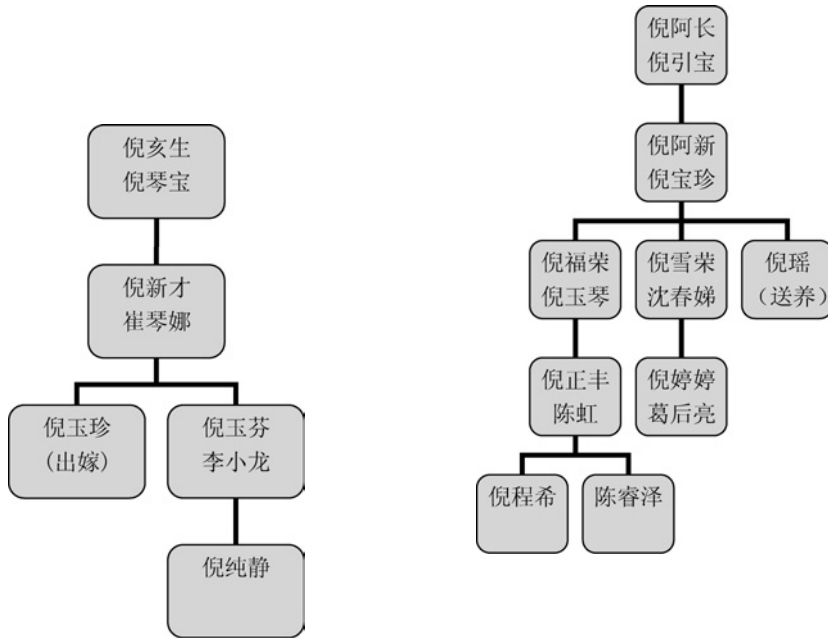 倪亥生
倪琴宝
倪新才
崔琴娜
倪玉珍
（出嫁）
倪玉芬
李小龙
倪纯静
倪阿长
倪引宝
倪阿新
倪宝珍
倪福荣
倪玉琴
倪雪荣
沈春娣
倪瑶
（送养）
倪正丰
陈虹
倪婷婷
葛后亮
倪程希
陈睿泽